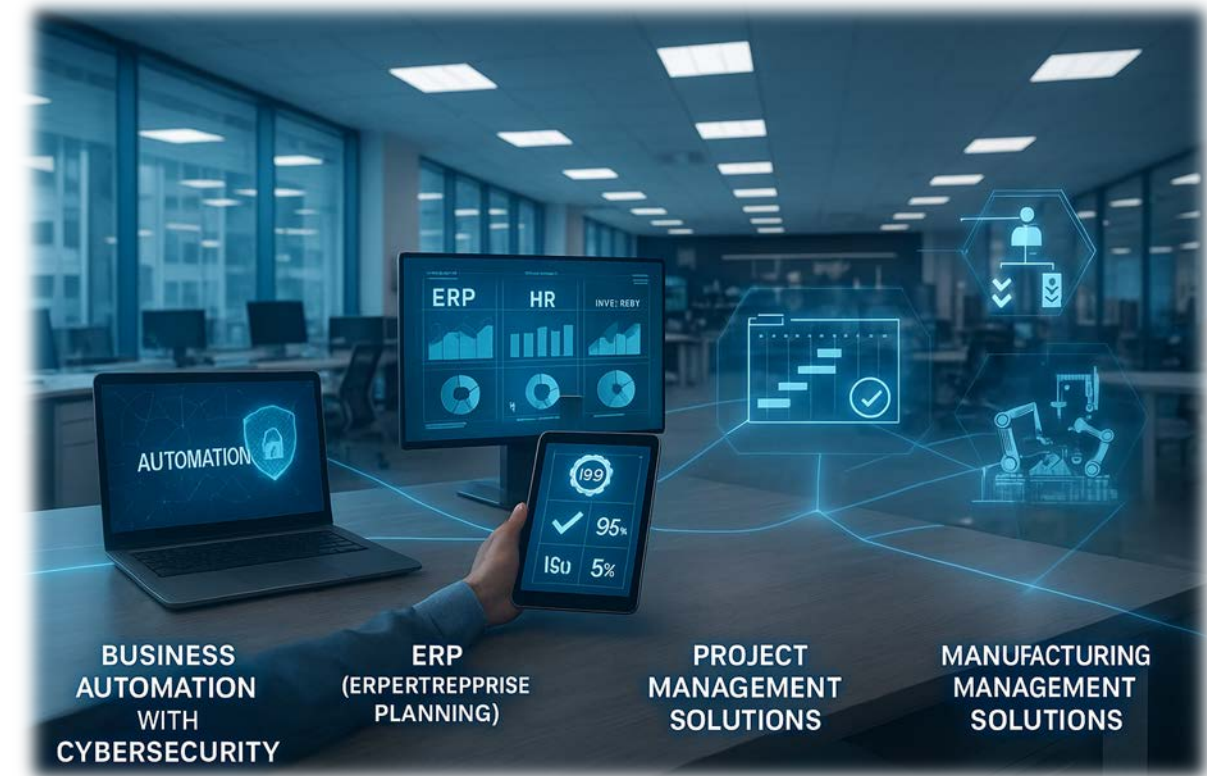 ERP
HR
INVE: REBY
AUTOMATION
199
95%
ISO
5%
BUSINESS
AUTOMATION
WITH
CYBERSECURITY
ERP
(ERPERTREPPRISE
PLANNING)
PROJECT
MANAGEMENT
SOLUTIONS
MANUFACTURING
MANAGEMENT
SOLUTIONS